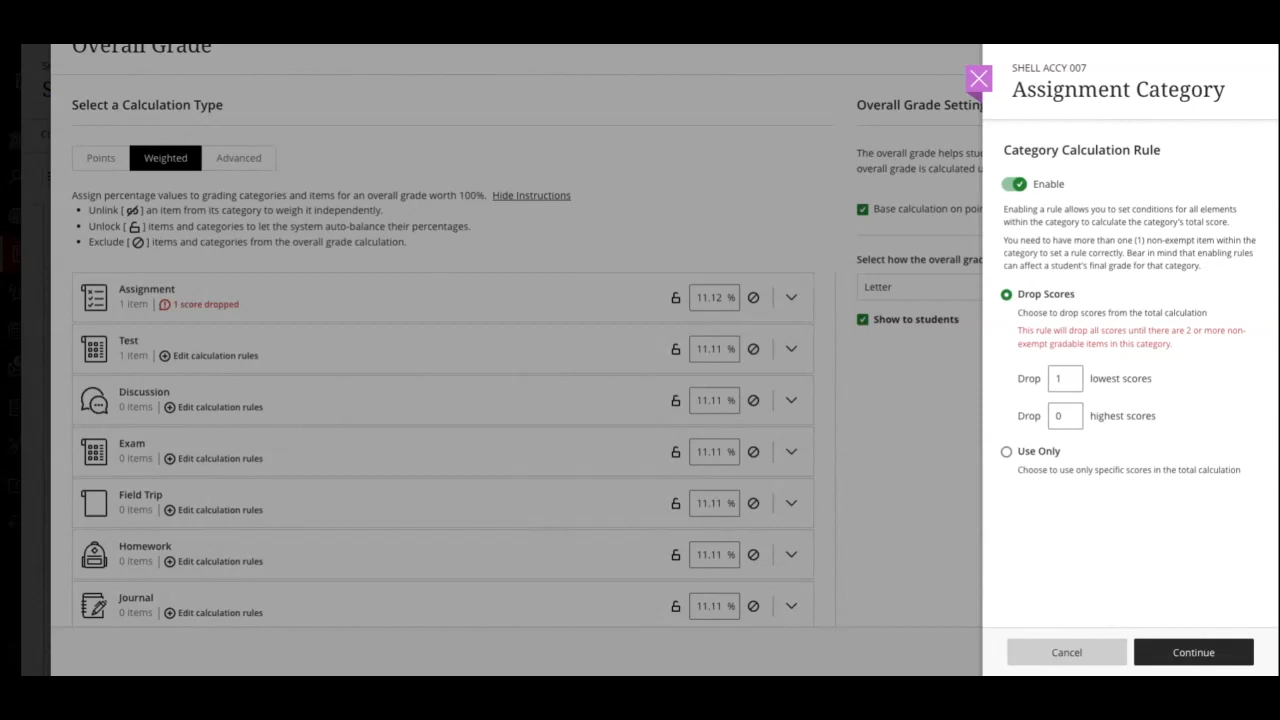 Overall Grade
Select a Calculation Type
Points Weighted Advanced
Assign percentage values to grading categories and items for an overall grade worth 100%. Hide Instructions
• Unlink [ ] an item from its category to weigh it independently.
• Unlock [ ] items and categories to let the system auto-balance their percentages.
• Exclude [ ] items and categories from the overall grade calculation.
Assignment
1 item | 1 score dropped
11.12 %
Test
1 item | Edit calculation rules
11.11 %
Discussion
0 items | Edit calculation rules
11.11 %
Exam
0 items | Edit calculation rules
11.11 %
Field Trip
0 items | Edit calculation rules
11.11 %
Homework
0 items | Edit calculation rules
11.11 %
Journal
0 items | Edit calculation rules
11.11 %
Overall Grade Settin
The overall grade helps stu
overall grade is calculated u
Base calculation on poi
Select how the overall grad
Letter
Show to students
SHELL ACCY 007
Assignment Category
Category Calculation Rule
Enable
Enabling a rule allows you to set conditions for all elements
within the category to calculate the category's total score.
You need to have more than one (1) non-exempt item within the
category to set a rule correctly. Bear in mind that enabling rules
can affect a student's final grade for that category.
Drop Scores
Choose to drop scores from the total calculation
This rule will drop all scores until there are 2 or more non-
exempt gradable items in this category.
Drop 1 lowest scores
Drop 0 highest scores
Use Only
Choose to use only specific scores in the total calculation
Cancel Continue